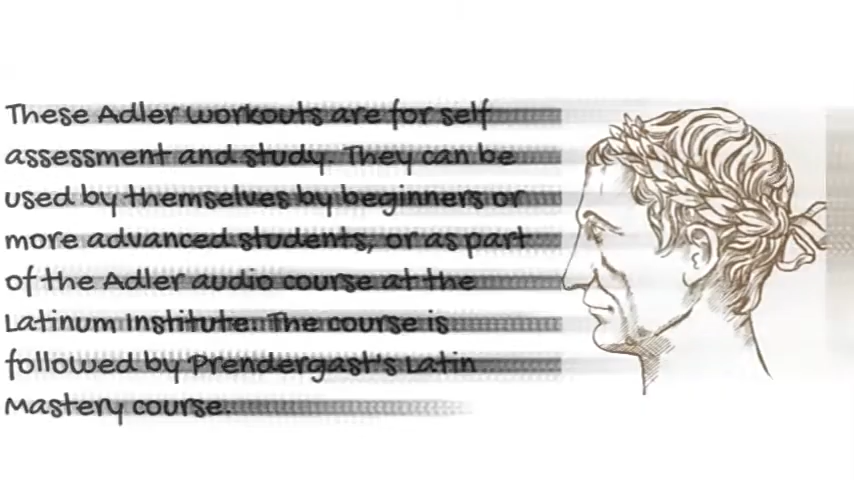 These Adler workouts are for self
assessment and study. They can be
used by themselves by beginners or
more advanced students, or as part
of the Adler audio course at the
Latinum Institute. The course is
followed by Prendergast's Latin
Mastery course.